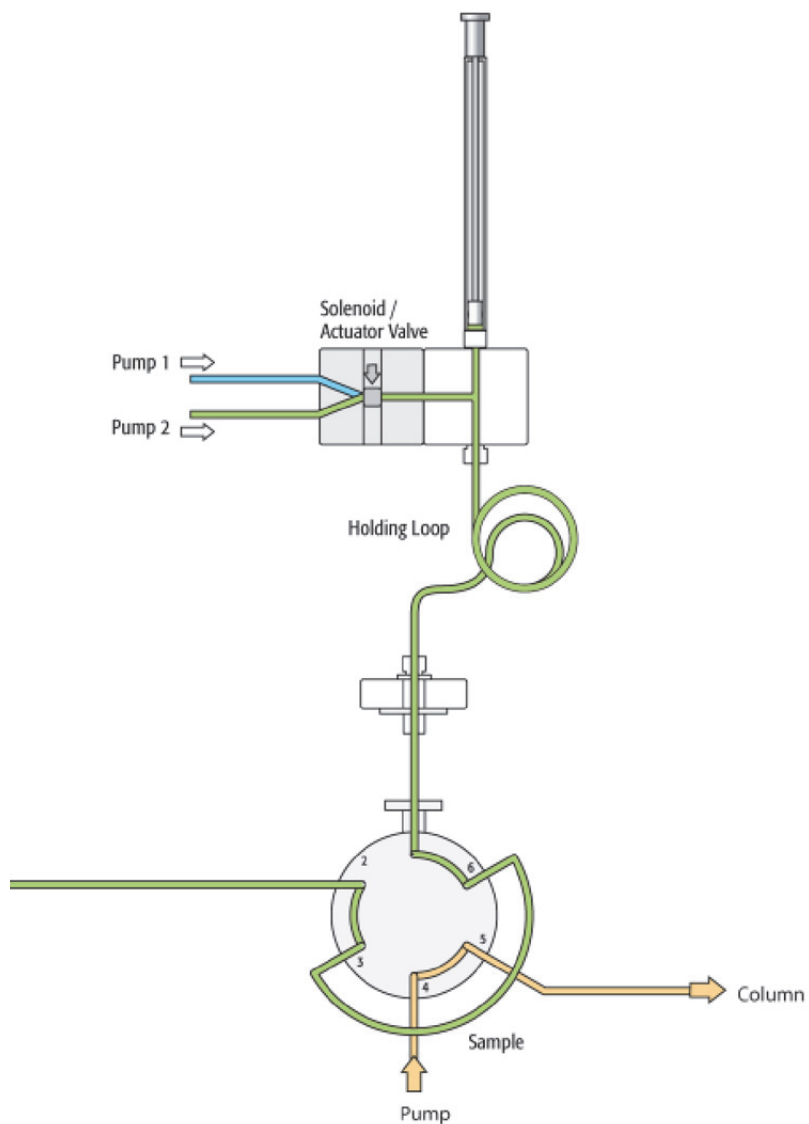 Solenoid /
Actuator Valve
Pump 1
Pump 2
Holding Loop
2
6
3
5
4
Column
Sample
Pump